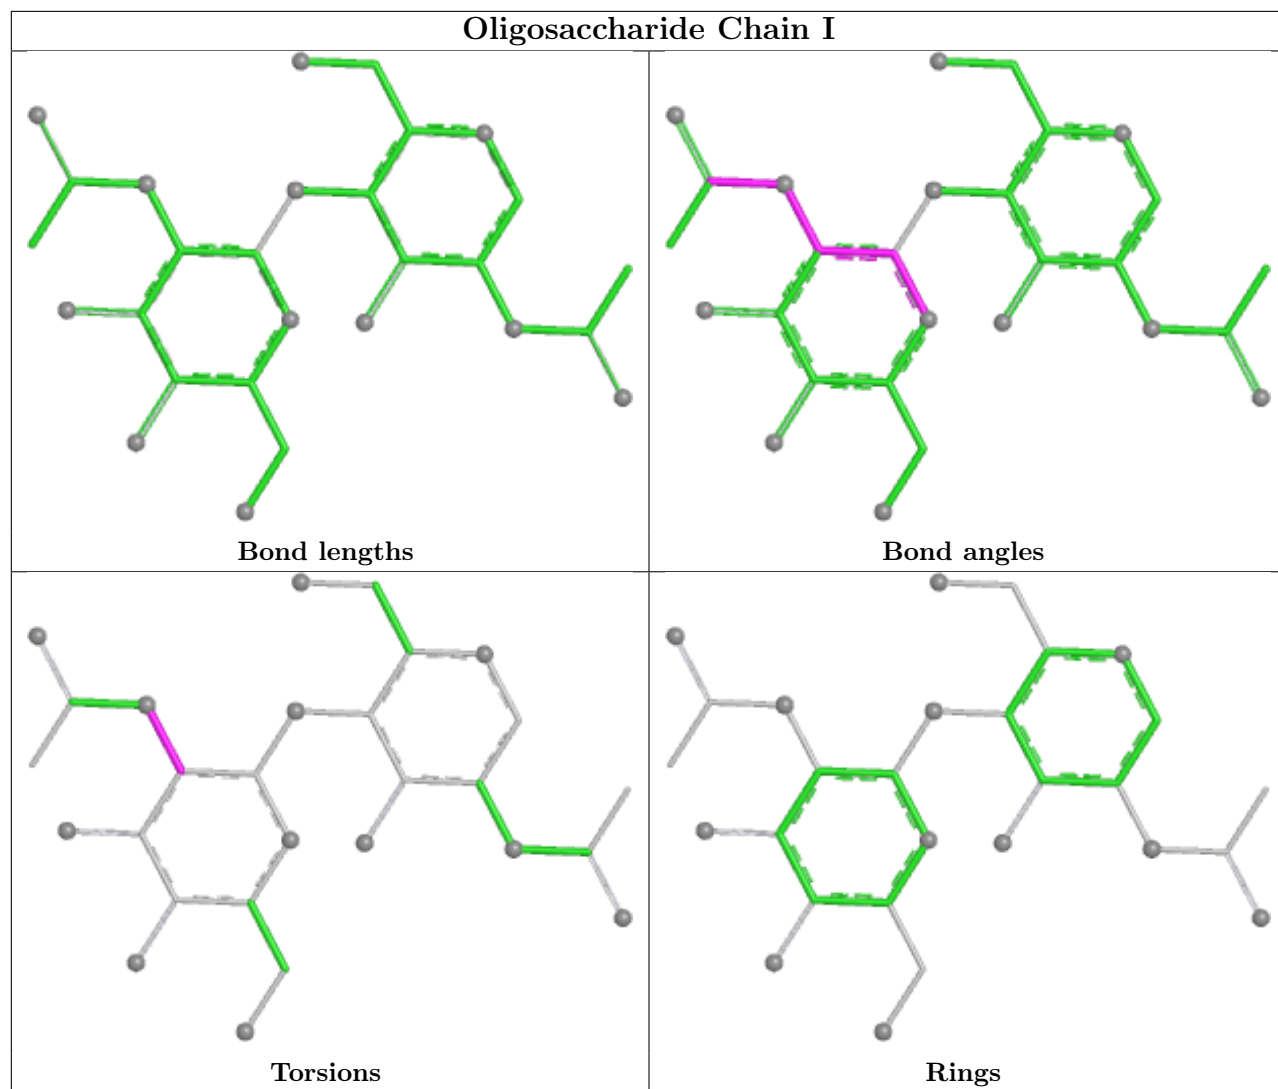 Oligosaccharide Chain I
Bond lengths
Bond angles
Torsions
Rings